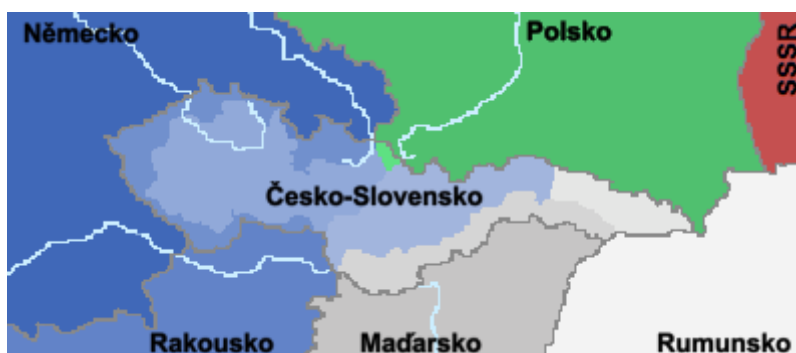 Německo
Polsko
SSSR
Česko-Slovensko
Rakousko
Maďarsko
Rumunsko